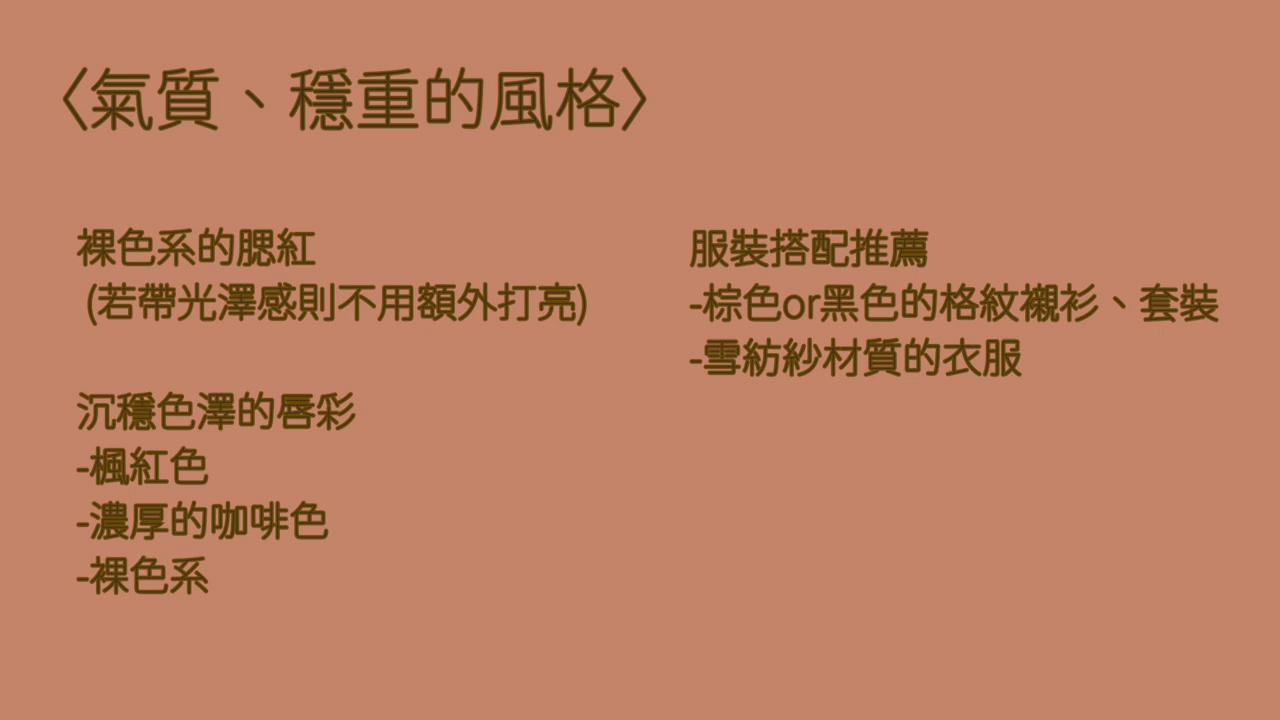 〈氣質、穩重的風格〉
裸色系的腮紅
(若帶光澤感則不用額外打亮)
沉穩色澤的唇彩
-楓紅色
-濃厚的咖啡色
-裸色系
服裝搭配推薦
-棕色or黑色的格紋襯衫、套裝
-雪紡紗材質的衣服